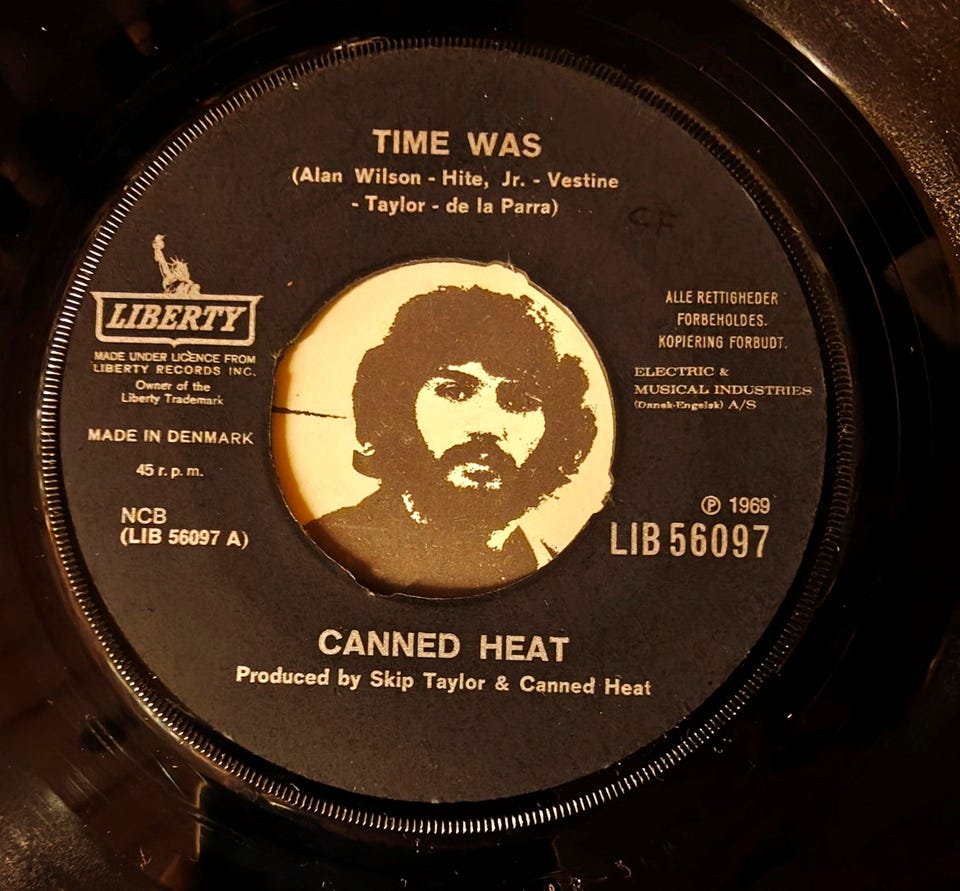 TIME WAS
(Alan Wilson - Hite, Jr. - Vestine
- Taylor - de la Parra)
CF
LIBERTY
MADE UNDER LICENCE FROM
LIBERTY RECORDS INC.
Owner of the
Liberty Trademark
MADE IN DENMARK
45 r.p.m.
NCB
(LIB 56097 A)
ALLE RETTIGHEDER
FORBEHOLDES.
KOPIERING FORBUDT.
ELECTRIC &
MUSICAL INDUSTRIES
(Dansk-Engelsk) A/S
Ⓟ 1969
LIB 56097
CANNED HEAT
Produced by Skip Taylor & Canned Heat